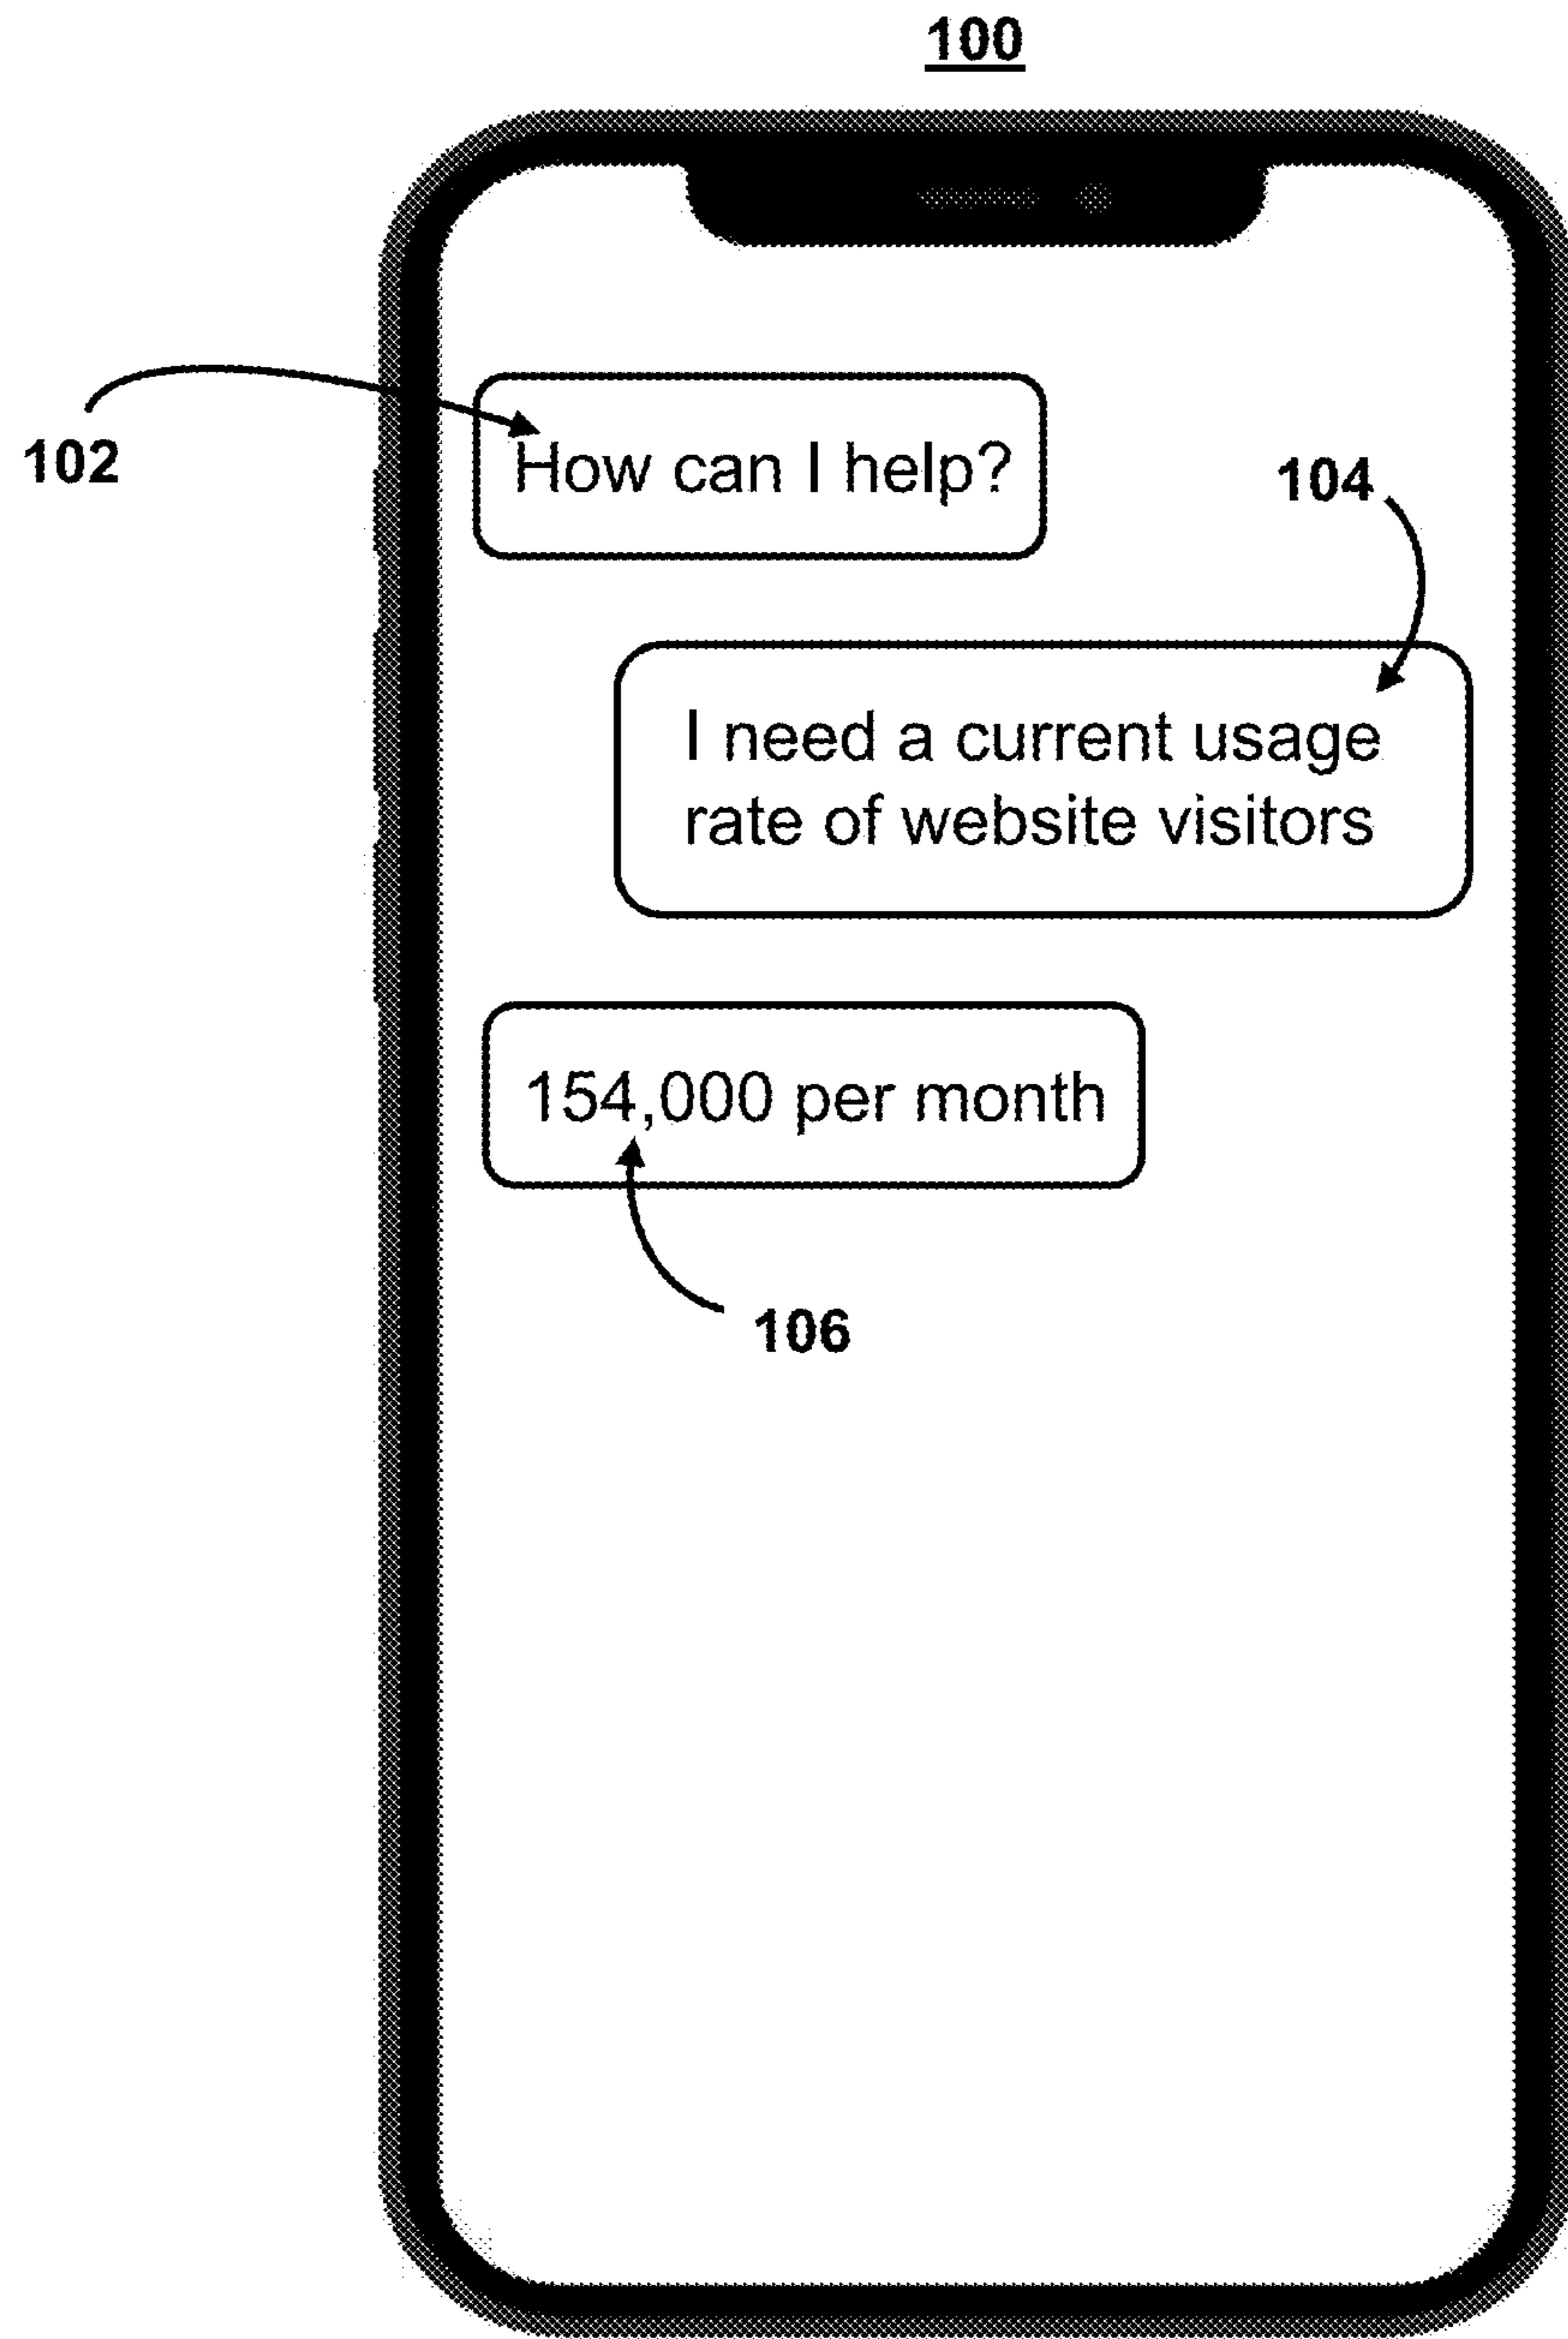 100
102
How can I help?
104
I need a current usage
rate of website visitors
154,000 per month
106